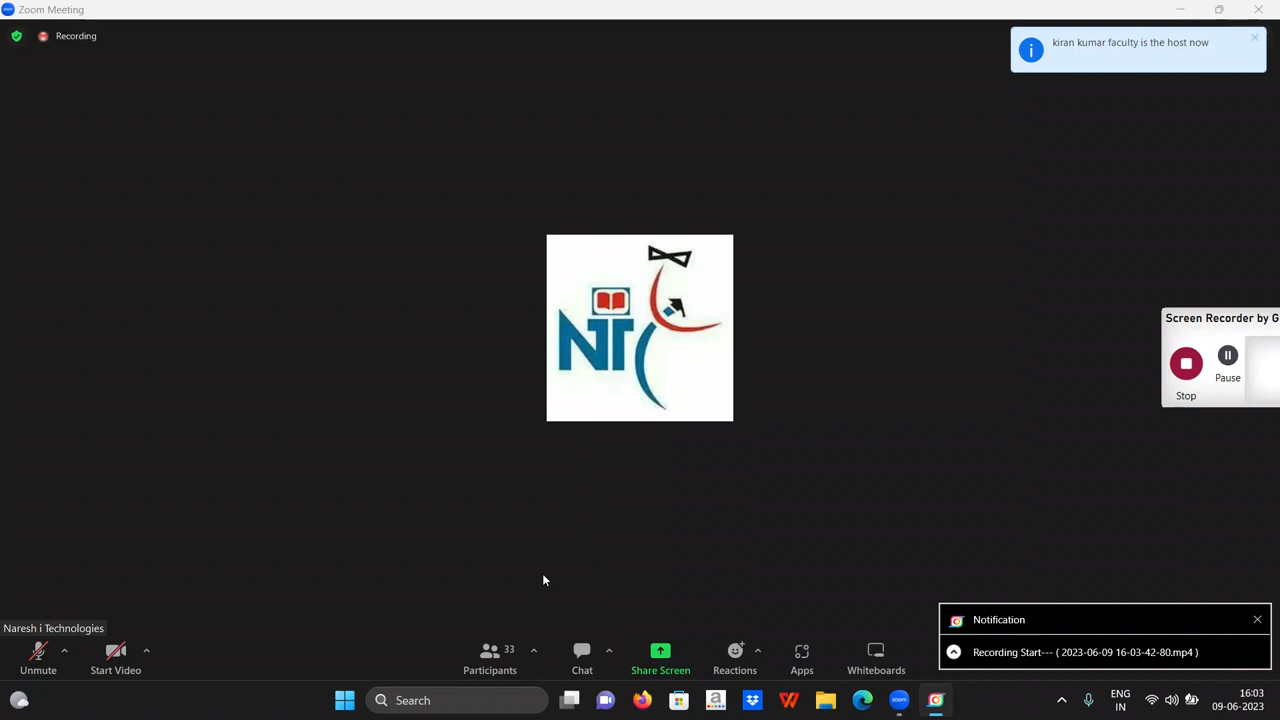 Zoom Meeting
Recording
kiran kumar faculty is the host now
NT
Screen Recorder by G
Pause
Stop
Notification
Recording Start--- ( 2023-06-09 16-03-42-80.mp4 )
Naresh i Technologies
Unmute
Start Video
33
Participants
Chat
Share Screen
Reactions
Apps
Whiteboards
Search
ENG
IN
16:03
09-06-2023